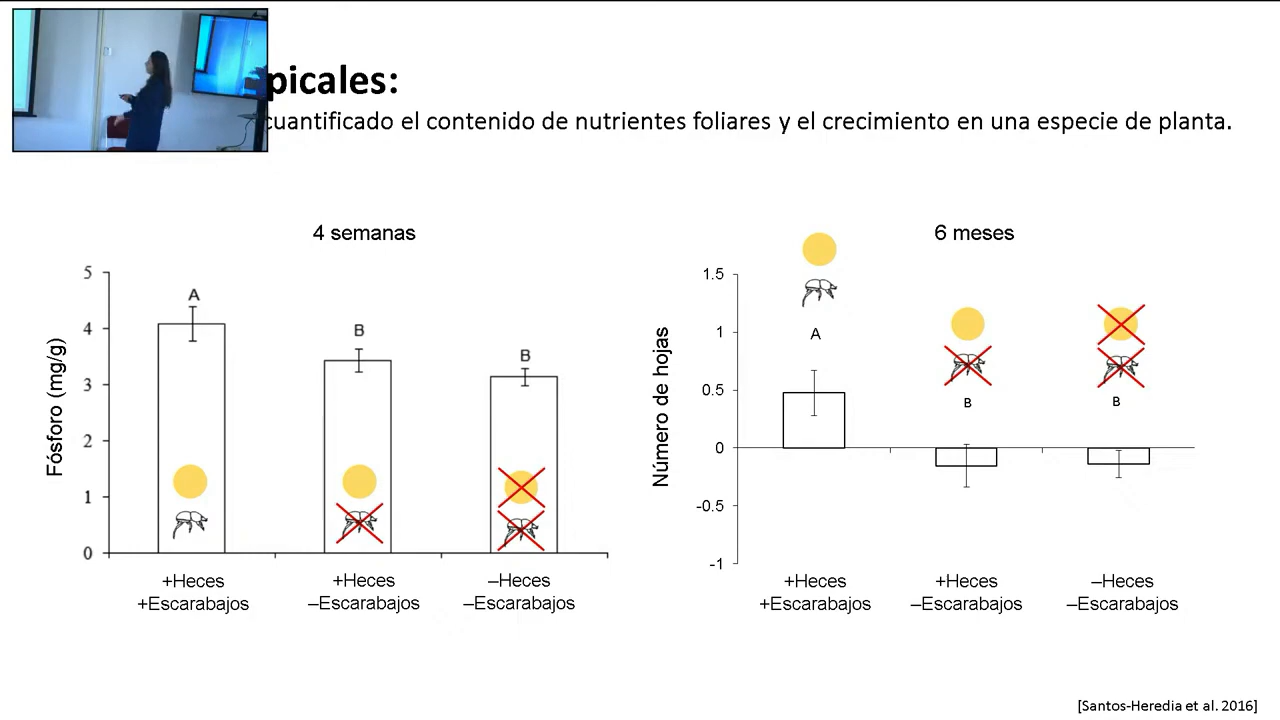 picales:
cuantificado el contenido de nutrientes foliares y el crecimiento en una especie de planta.
4 semanas
5
4
3
2
1
0
Fósforo (mg/g)
A
B
B
+Heces
+Escarabajos
+Heces
–Escarabajos
–Heces
–Escarabajos
6 meses
1.5
1
0.5
0
-0.5
-1
Número de hojas
A
B
B
+Heces
+Escarabajos
+Heces
–Escarabajos
–Heces
–Escarabajos
[Santos-Heredia et al. 2016]